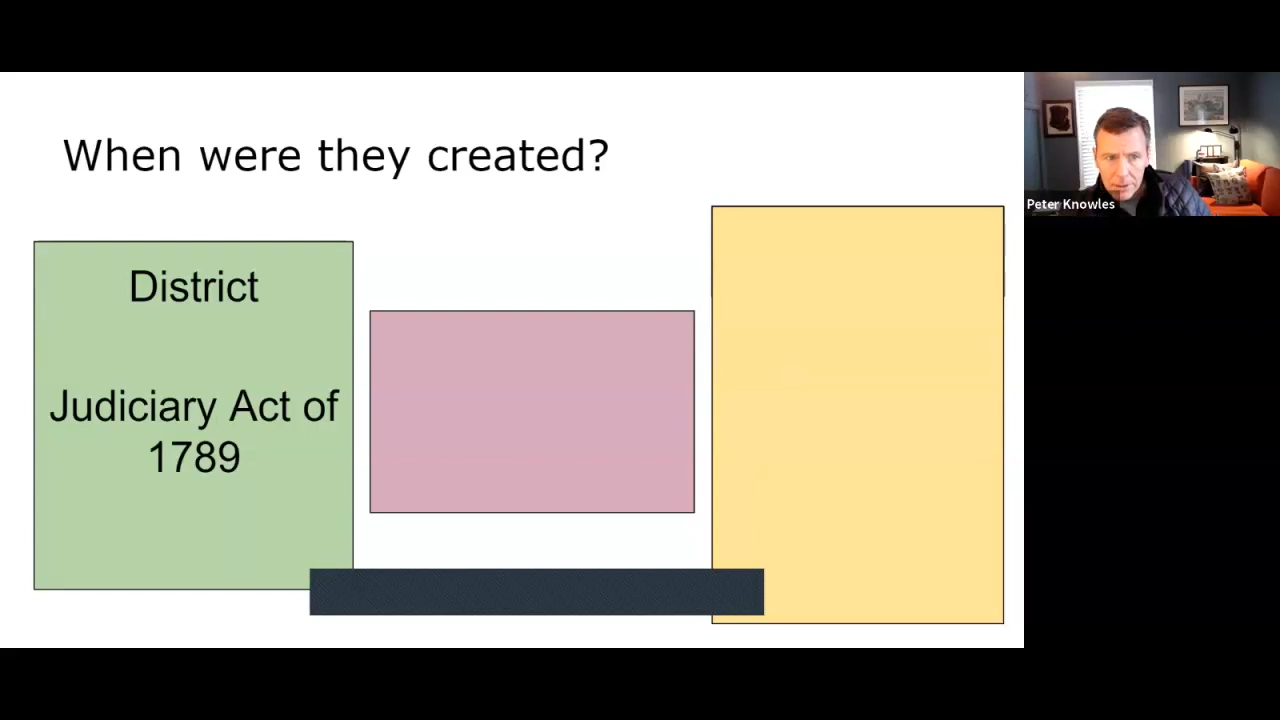 When were they created?
District
Judiciary Act of
1789
Peter Knowles